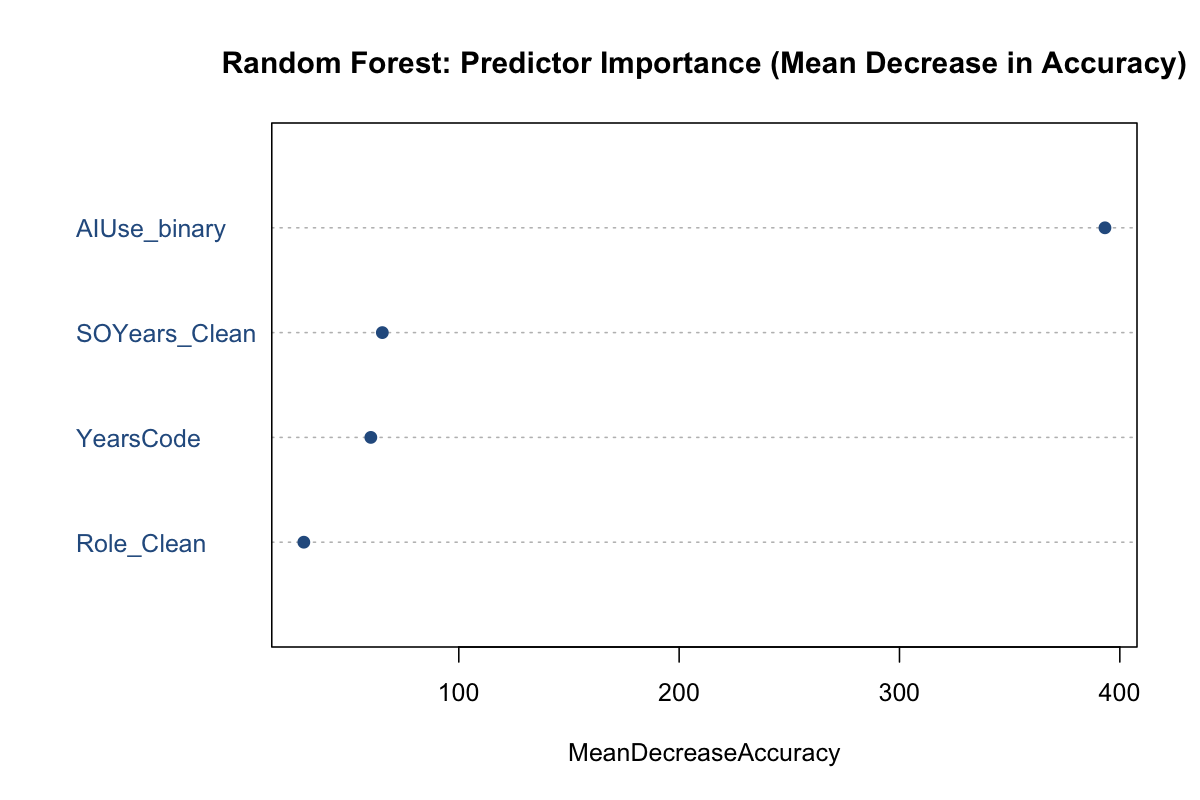 Random Forest: Predictor Importance (Mean Decrease in Accuracy)
AIUse_binary
SOYears_Clean
YearsCode
Role_Clean
100 200 300 400
MeanDecreaseAccuracy